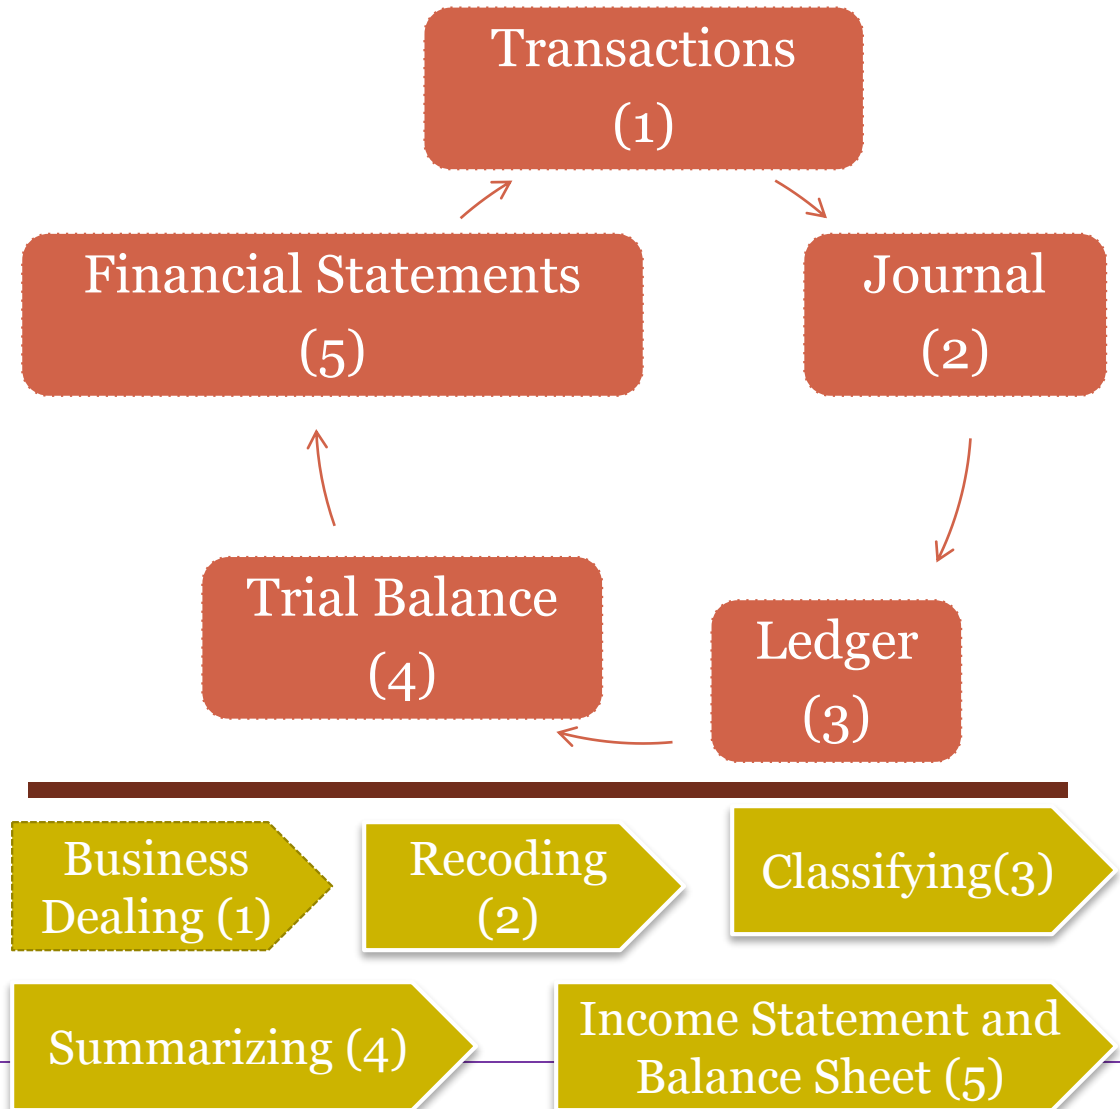 Transactions
(1)
Financial Statements
(5)
Journal
(2)
Trial Balance
(4)
Ledger
(3)
Business
Dealing (1)
Recoding
(2)
Classifying(3)
Summarizing (4)
Income Statement and
Balance Sheet (5)